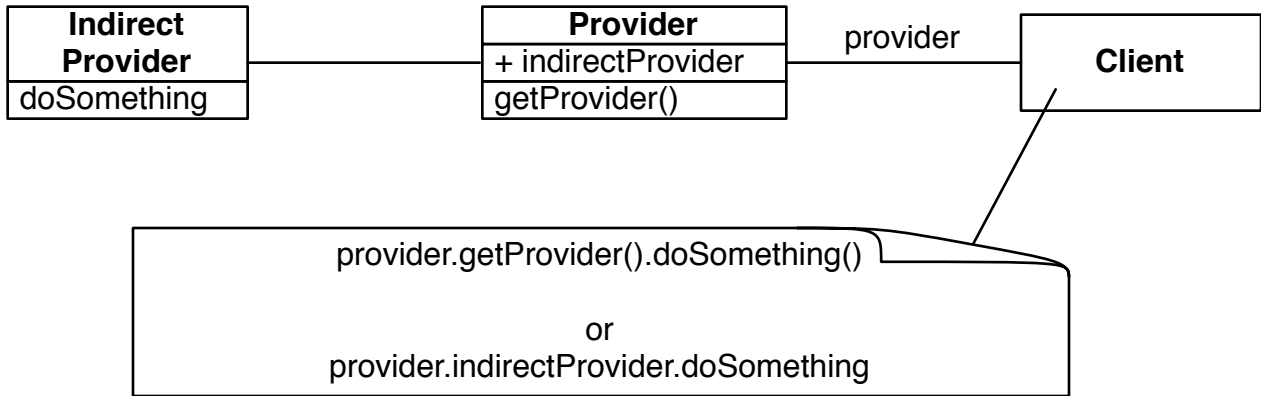 Indirect
Provider
doSomething
Provider
+ indirectProvider
getProvider()
provider
Client
provider.getProvider().doSomething()
or
provider.indirectProvider.doSomething